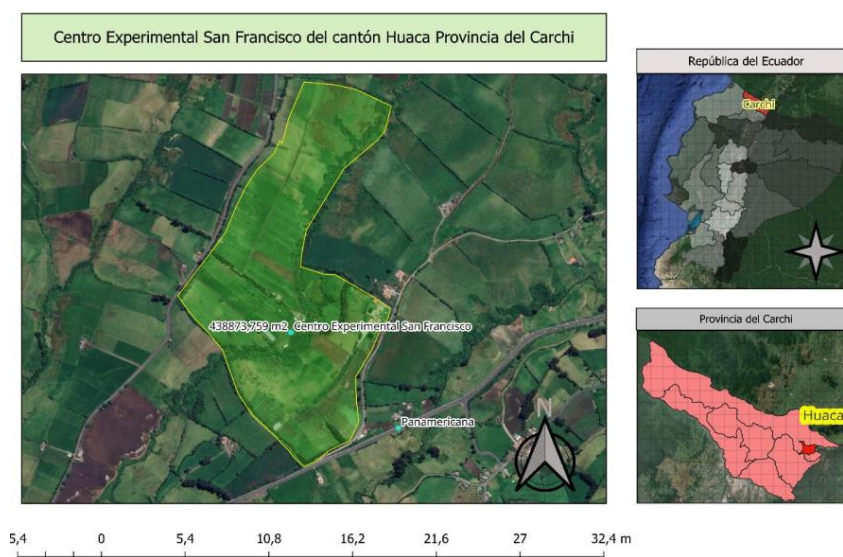 Centro Experimental San Francisco del cantón Huaca Provincia del Carchi
República del Ecuador
Carchi
438873,759 m2 Centro Experimental San Francisco
Panamericana
N
Provincia del Carchi
Huaca
5,4 0 5,4 10,8 16,2 21,6 27 32,4 m